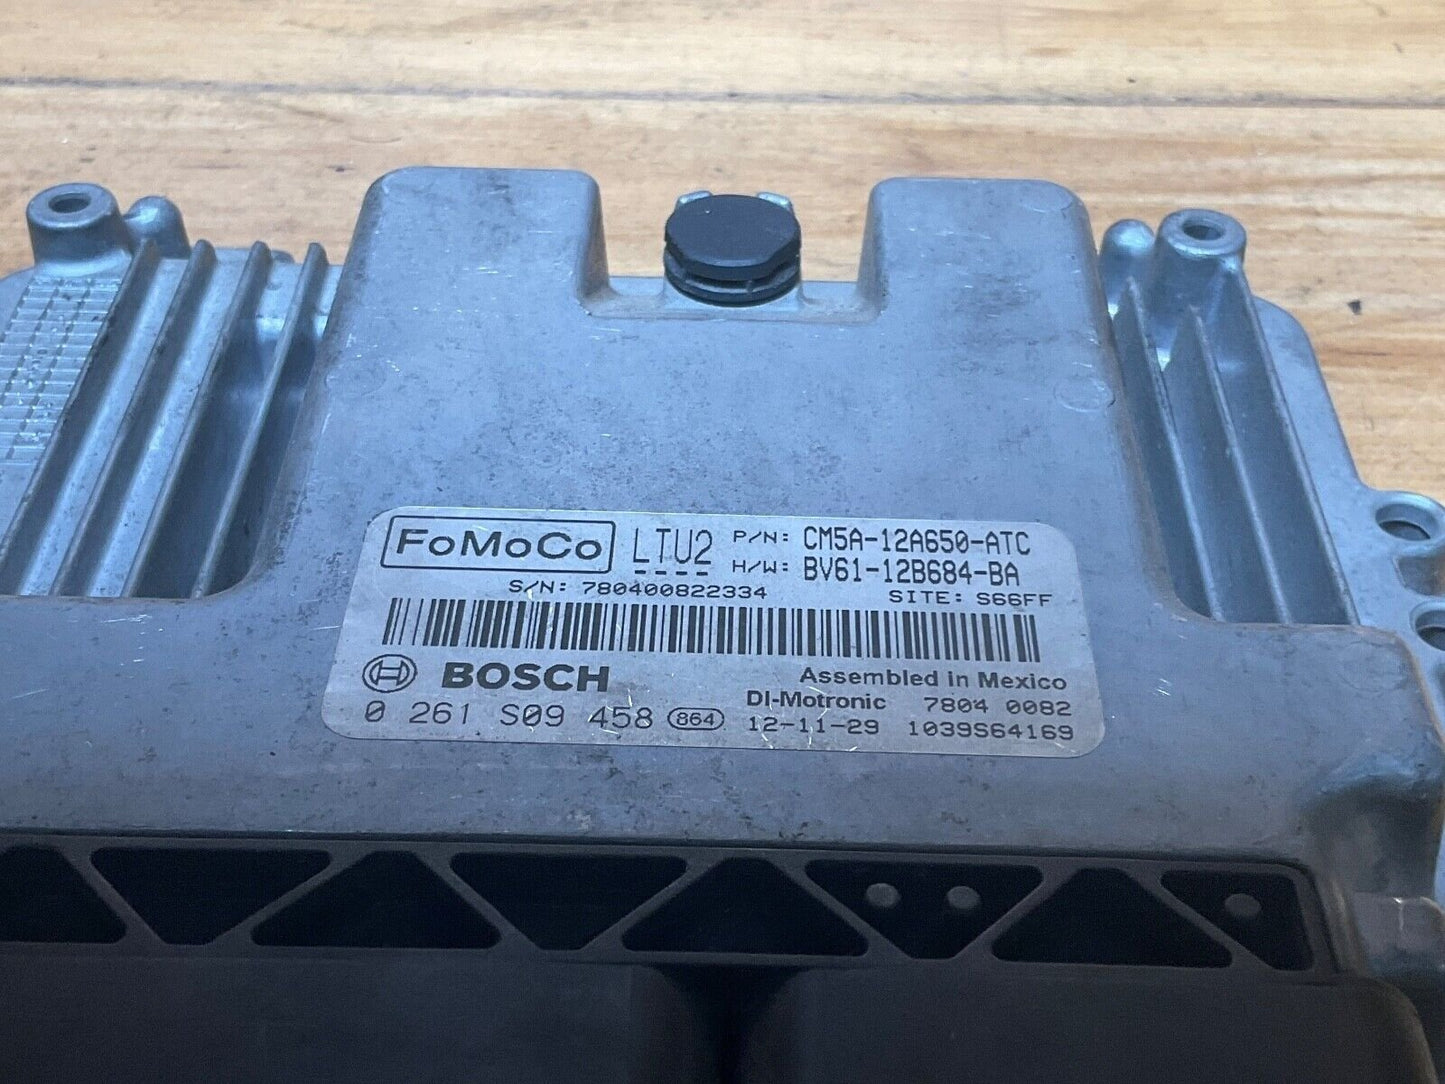 FoMoCo LTU2 P/N: CM5A-12A650-ATC
H/W: BV61-12B684-BA
S/N: 780400822334 SITE: S66FF
BOSCH Assembled in Mexico
DI-Motronic 7804 0082
0 261 S09 458 864 12-11-29 1039S64169